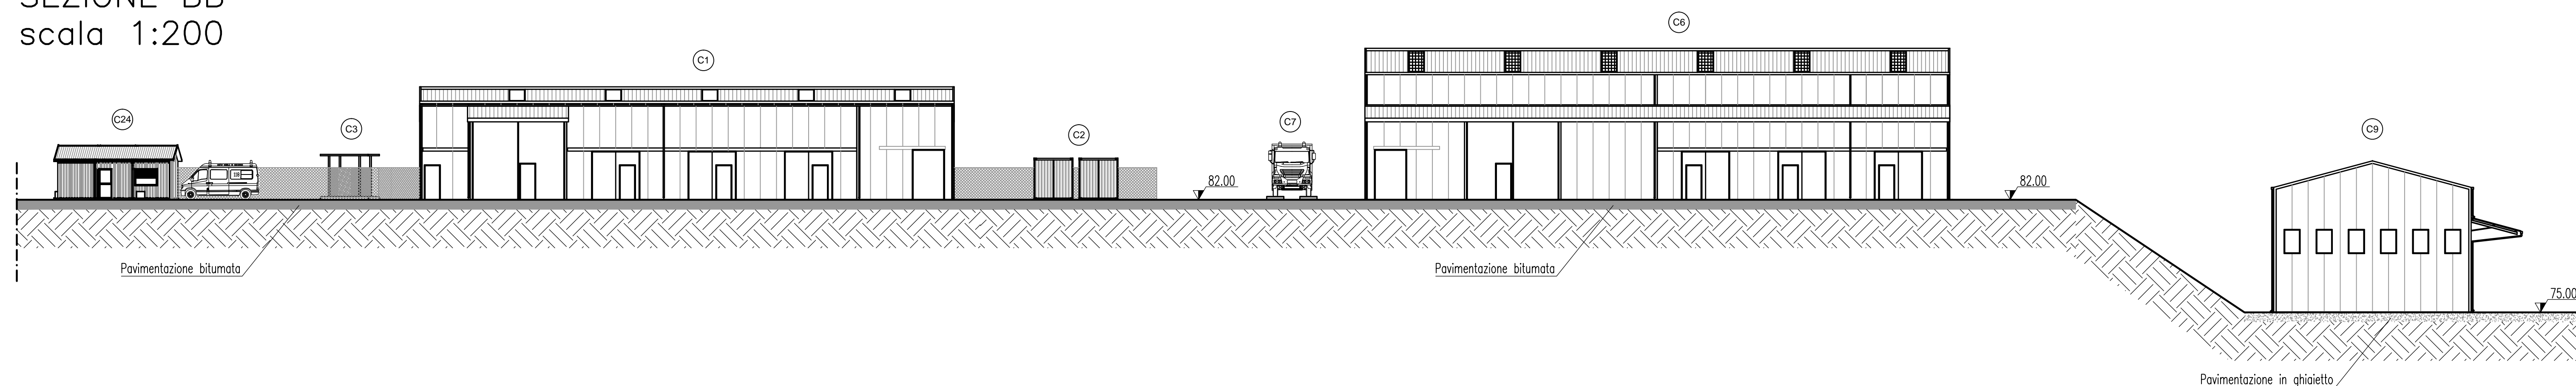 SEZIONE BB
scala 1:200
C24
C3
C1
C2
C7
C6
C9
82.00
82.00
75.00
Pavimentazione bitumata
Pavimentazione bitumata
Pavimentazione in ghiaietto